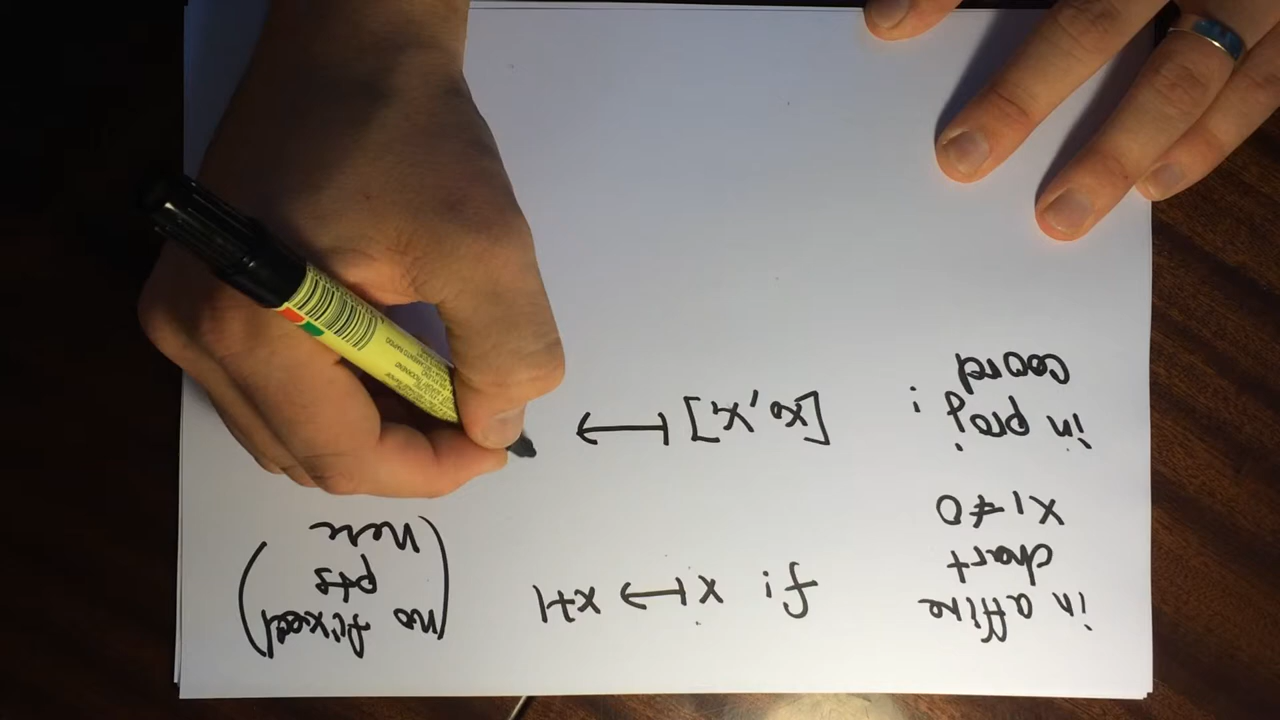 in affine
chart
x1 ≠ 0
f: x ↦ x+1
(no fixed
pts
here)
in proj
coord :
[x0, x1] ↦